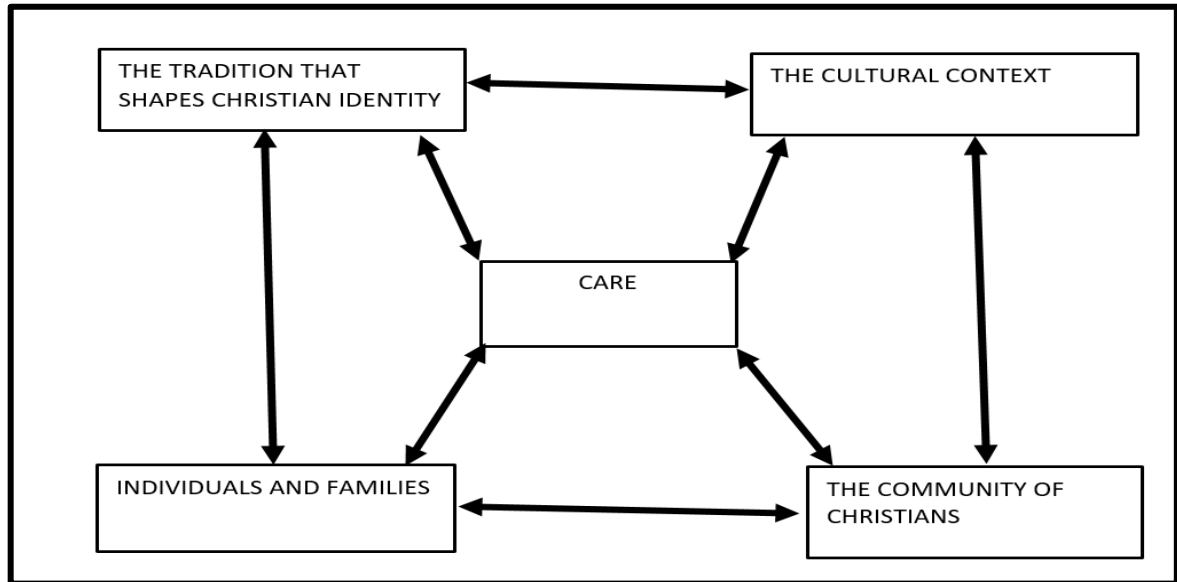 THE TRADITION THAT
SHAPES CHRISTIAN IDENTITY
THE CULTURAL CONTEXT
CARE
INDIVIDUALS AND FAMILIES
THE COMMUNITY OF
CHRISTIANS